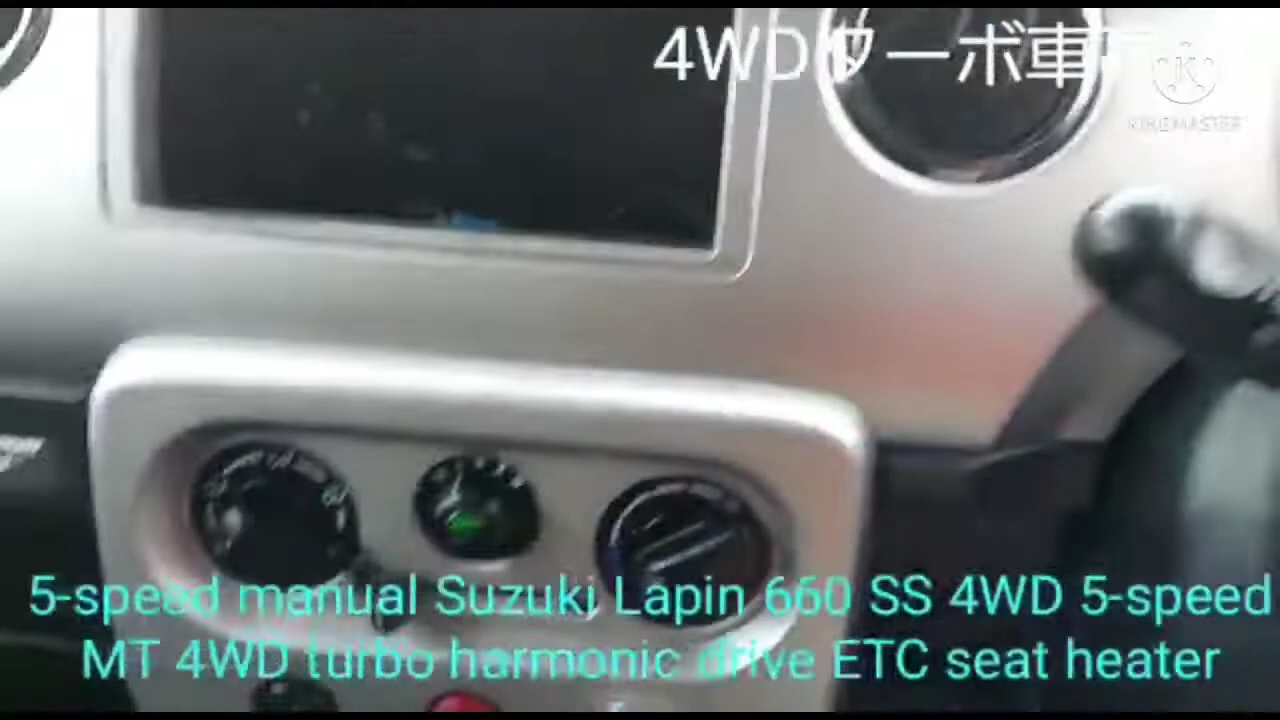 4WDターボ車
K
KINEMASTER
5-speed manual Suzuki Lapin 660 SS 4WD 5-speed
MT 4WD turbo harmonic drive ETC seat heater